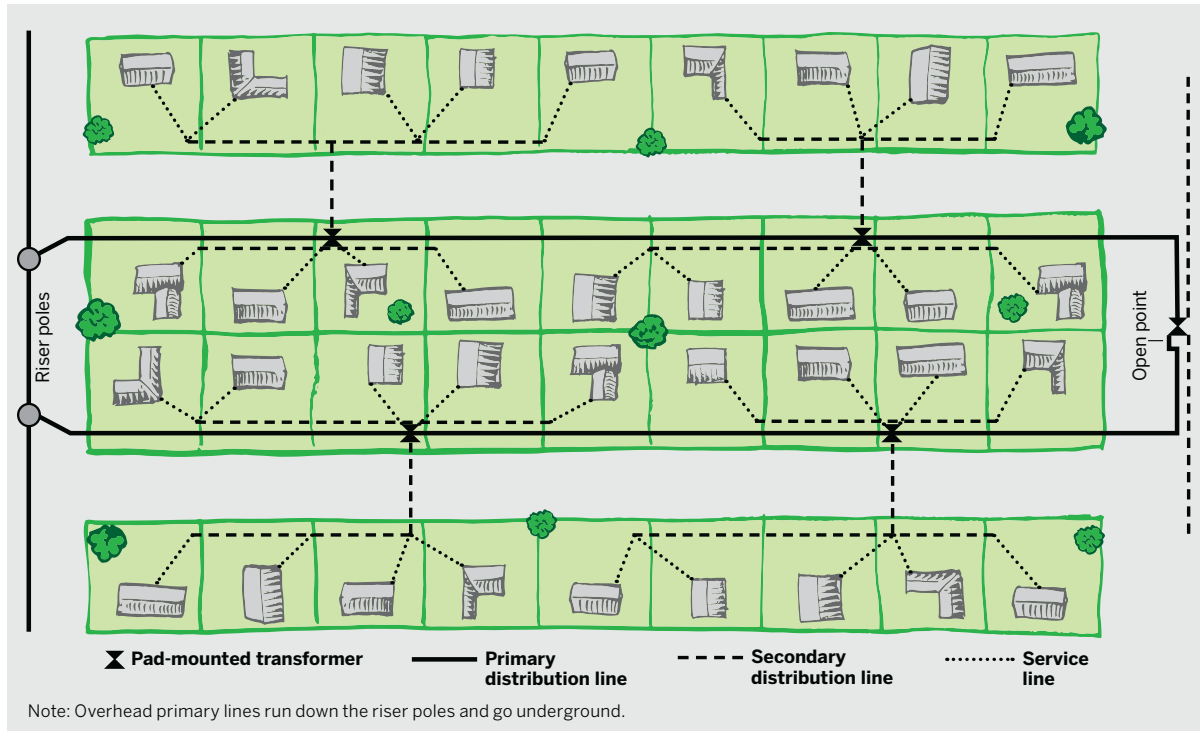 Riser poles
Open point
Pad-mounted transformer
Primary
distribution line
Secondary
distribution line
Service
line
Note: Overhead primary lines run down the riser poles and go underground.